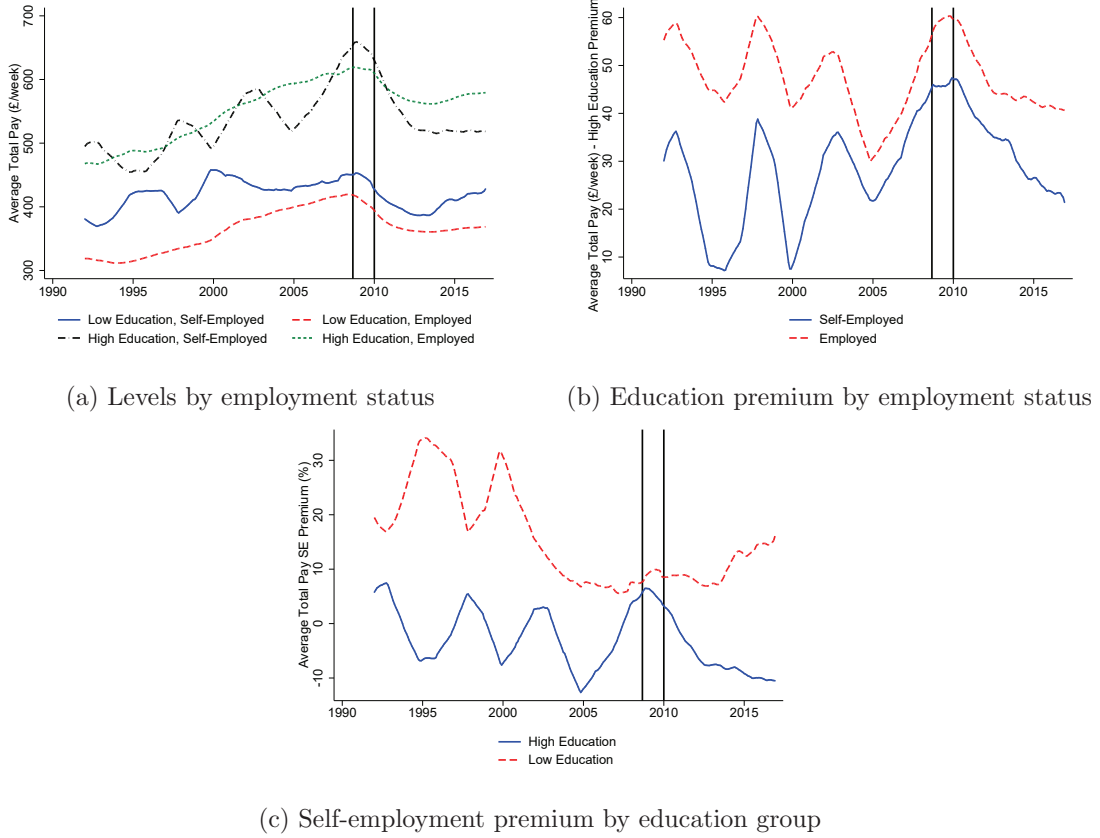 Average Total Pay (£/week)
700
600
500
400
300
1990 1995 2000 2005 2010 2015
Low Education, Self-Employed Low Education, Employed
High Education, Self-Employed High Education, Employed
(a) Levels by employment status
Average Total Pay (£/week) - High Education Premium
60
50
40
30
20
10
1990 1995 2000 2005 2010 2015
Self-Employed
Employed
(b) Education premium by employment status
Average Total Pay SE Premium (%)
30
20
10
0
-10
1990 1995 2000 2005 2010 2015
High Education
Low Education
(c) Self-employment premium by education group